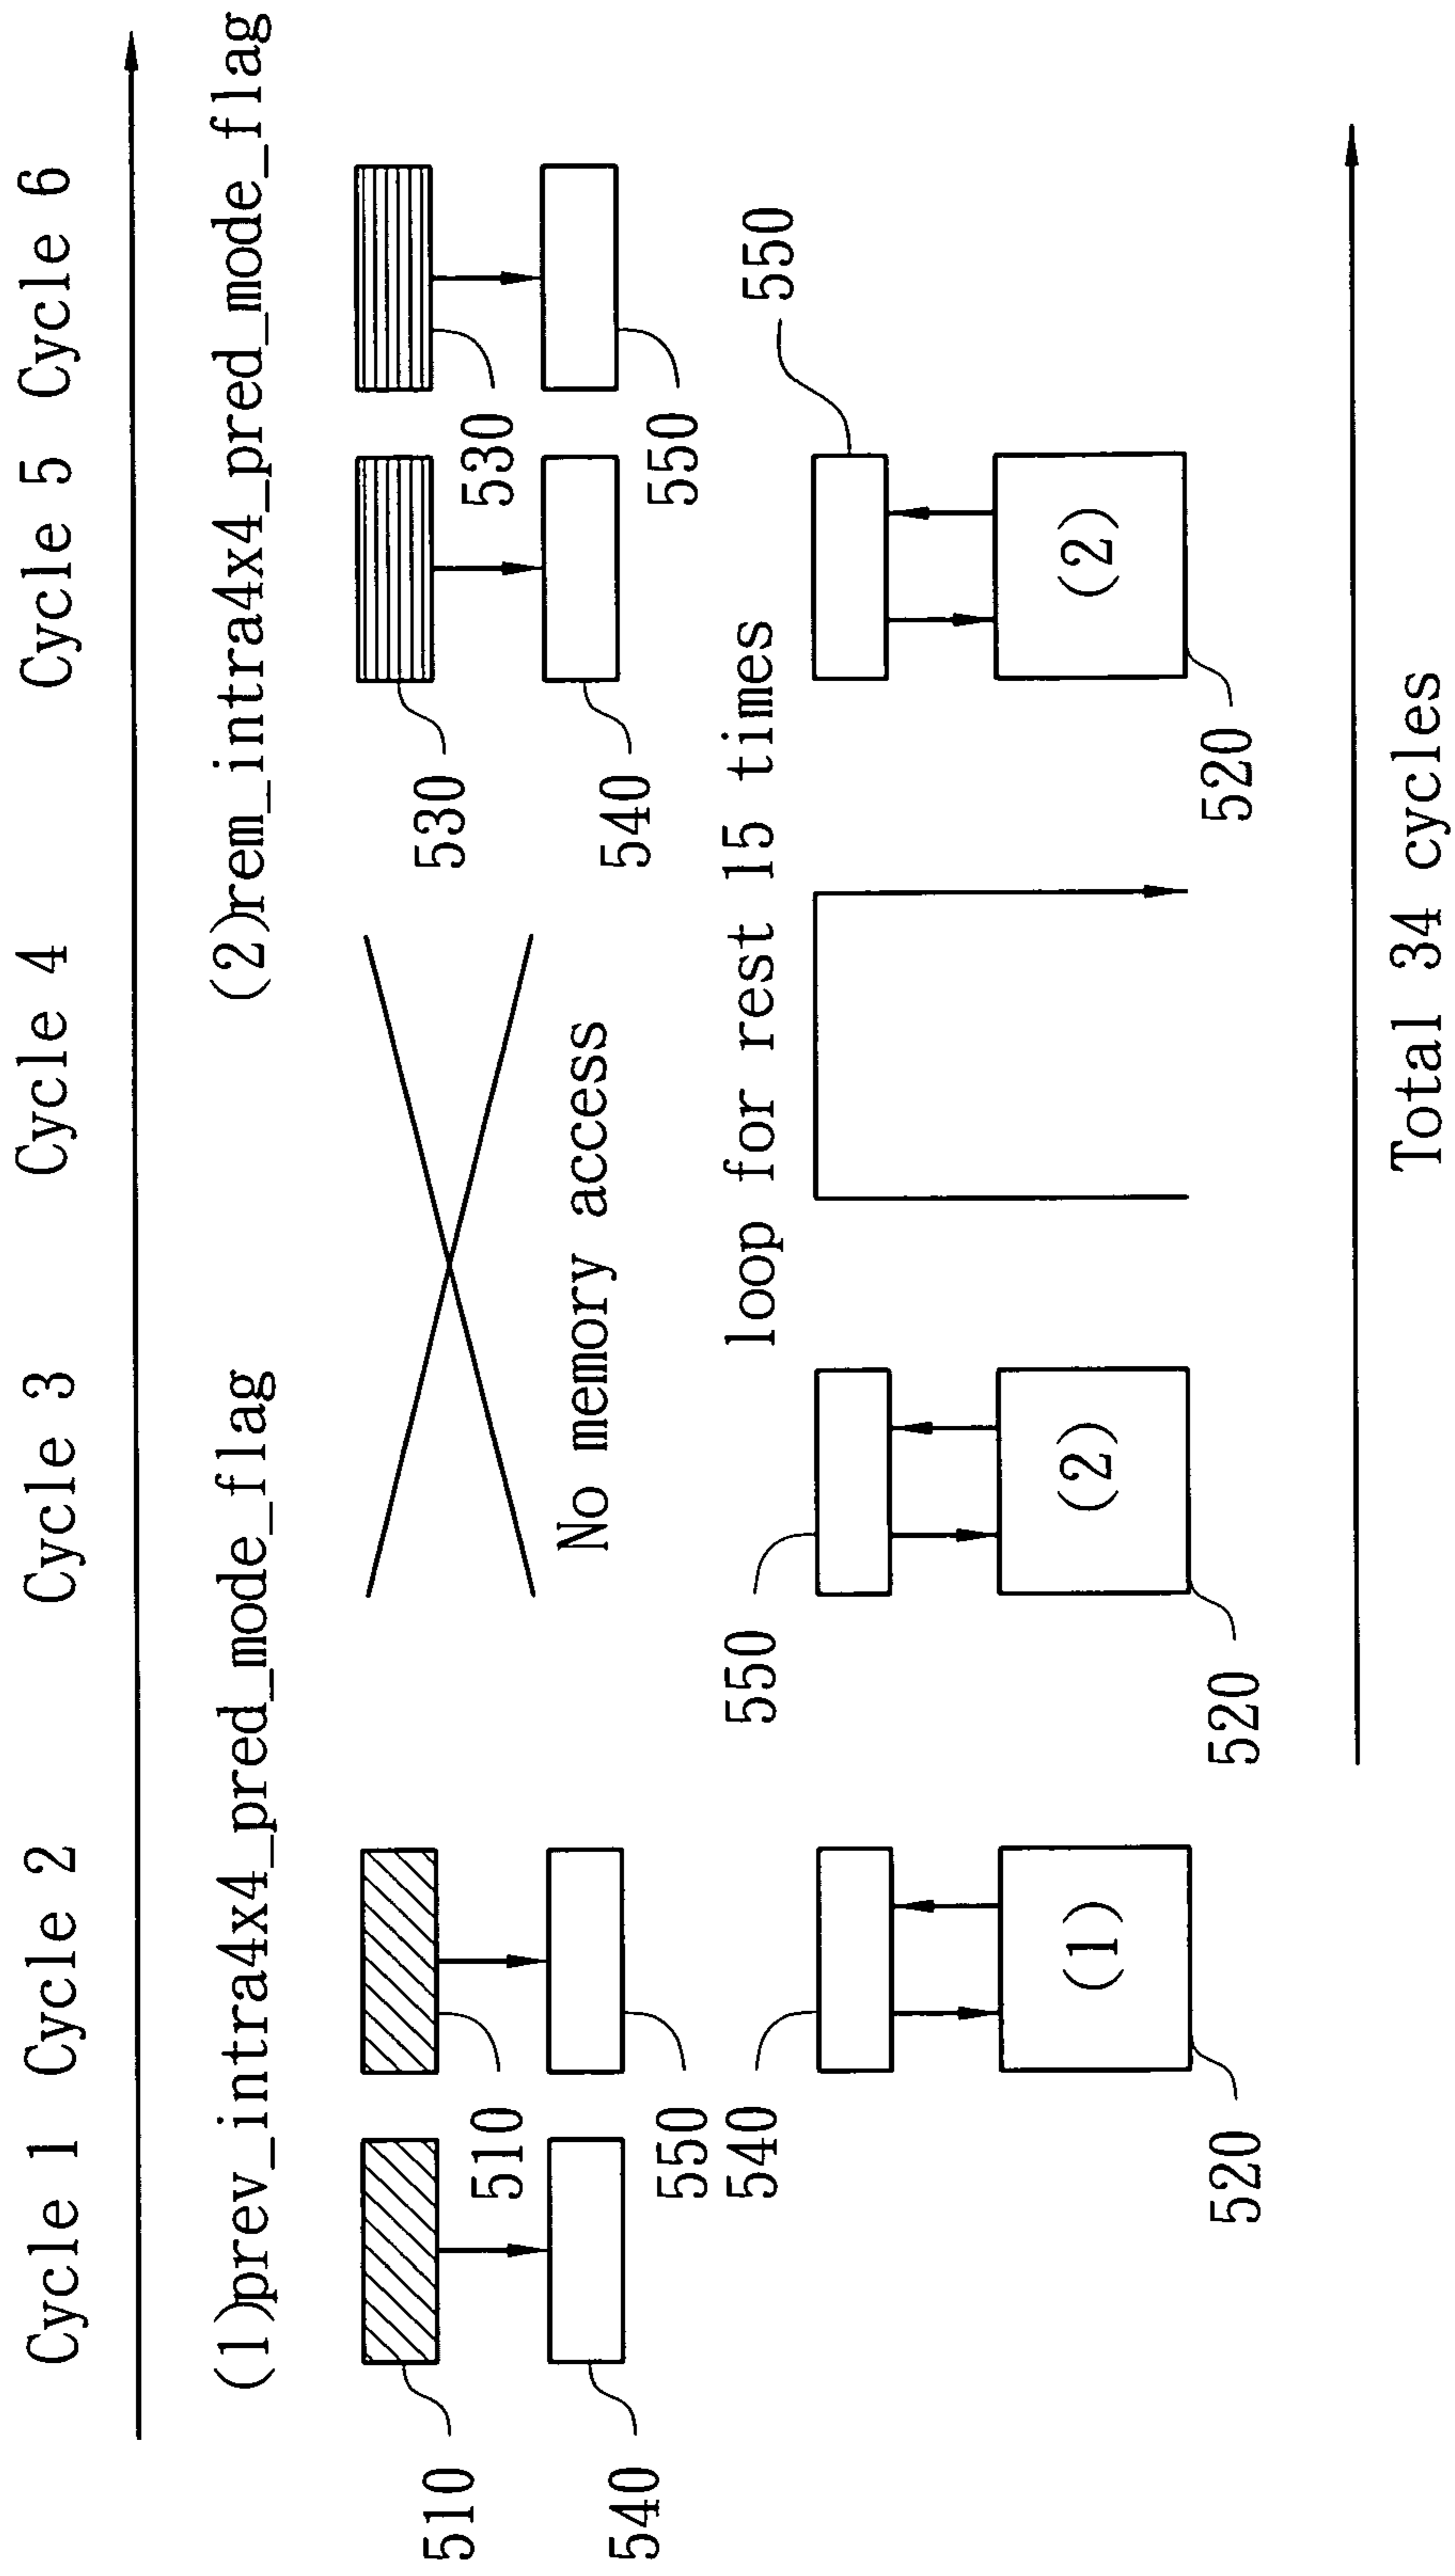 Cycle 1 Cycle 2 Cycle 3 Cycle 4 Cycle 5 Cycle 6
(1)prev_intra4x4_pred_mode_flag (2)rem_intra4x4_pred_mode_flag
510 510 530 530
540 550 No memory access 540 550
loop for rest 15 times
540 550 550
(1) (2) (2)
520 520 520
Total 34 cycles